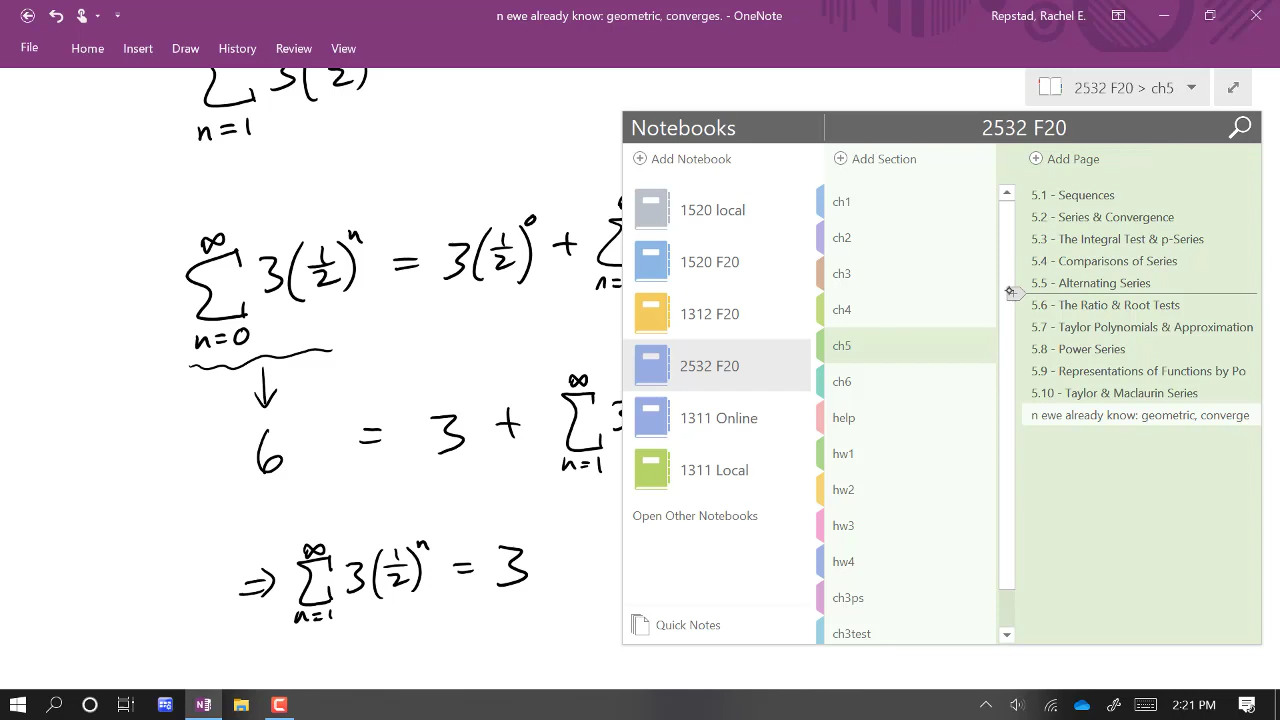 n ewe already know: geometric, converges. - OneNote
Repstad, Rachel E.
File Home Insert Draw History Review View
2532 F20 > ch5
∑ 3(1/2)
n=1
∞
∑ 3(1/2)^n = 3(1/2)^0 + ∑
n=0
n=
↓
6 = 3 + ∞∑ n=1
⇒ ∞∑ n=1 3(1/2)^n = 3
Notebooks
2532 F20
Add Notebook
1520 local
1520 F20
1312 F20
2532 F20
1311 Online
1311 Local
Open Other Notebooks
Quick Notes
Add Section
ch1
ch2
ch3
ch4
ch5
ch6
help
hw1
hw2
hw3
hw4
ch3ps
ch3test
Add Page
5.1 - Sequences
5.2 - Series & Convergence
5.3 - The Integral Test & p-Series
5.4 - Comparisons of Series
5.5 - Alternating Series
5.6 - The Ratio & Root Tests
5.7 - Taylor Polynomials & Approximation
5.8 - Power Series
5.9 - Representations of Functions by Po
5.10 - Taylor & Maclaurin Series
n ewe already know: geometric, converge
2:21 PM